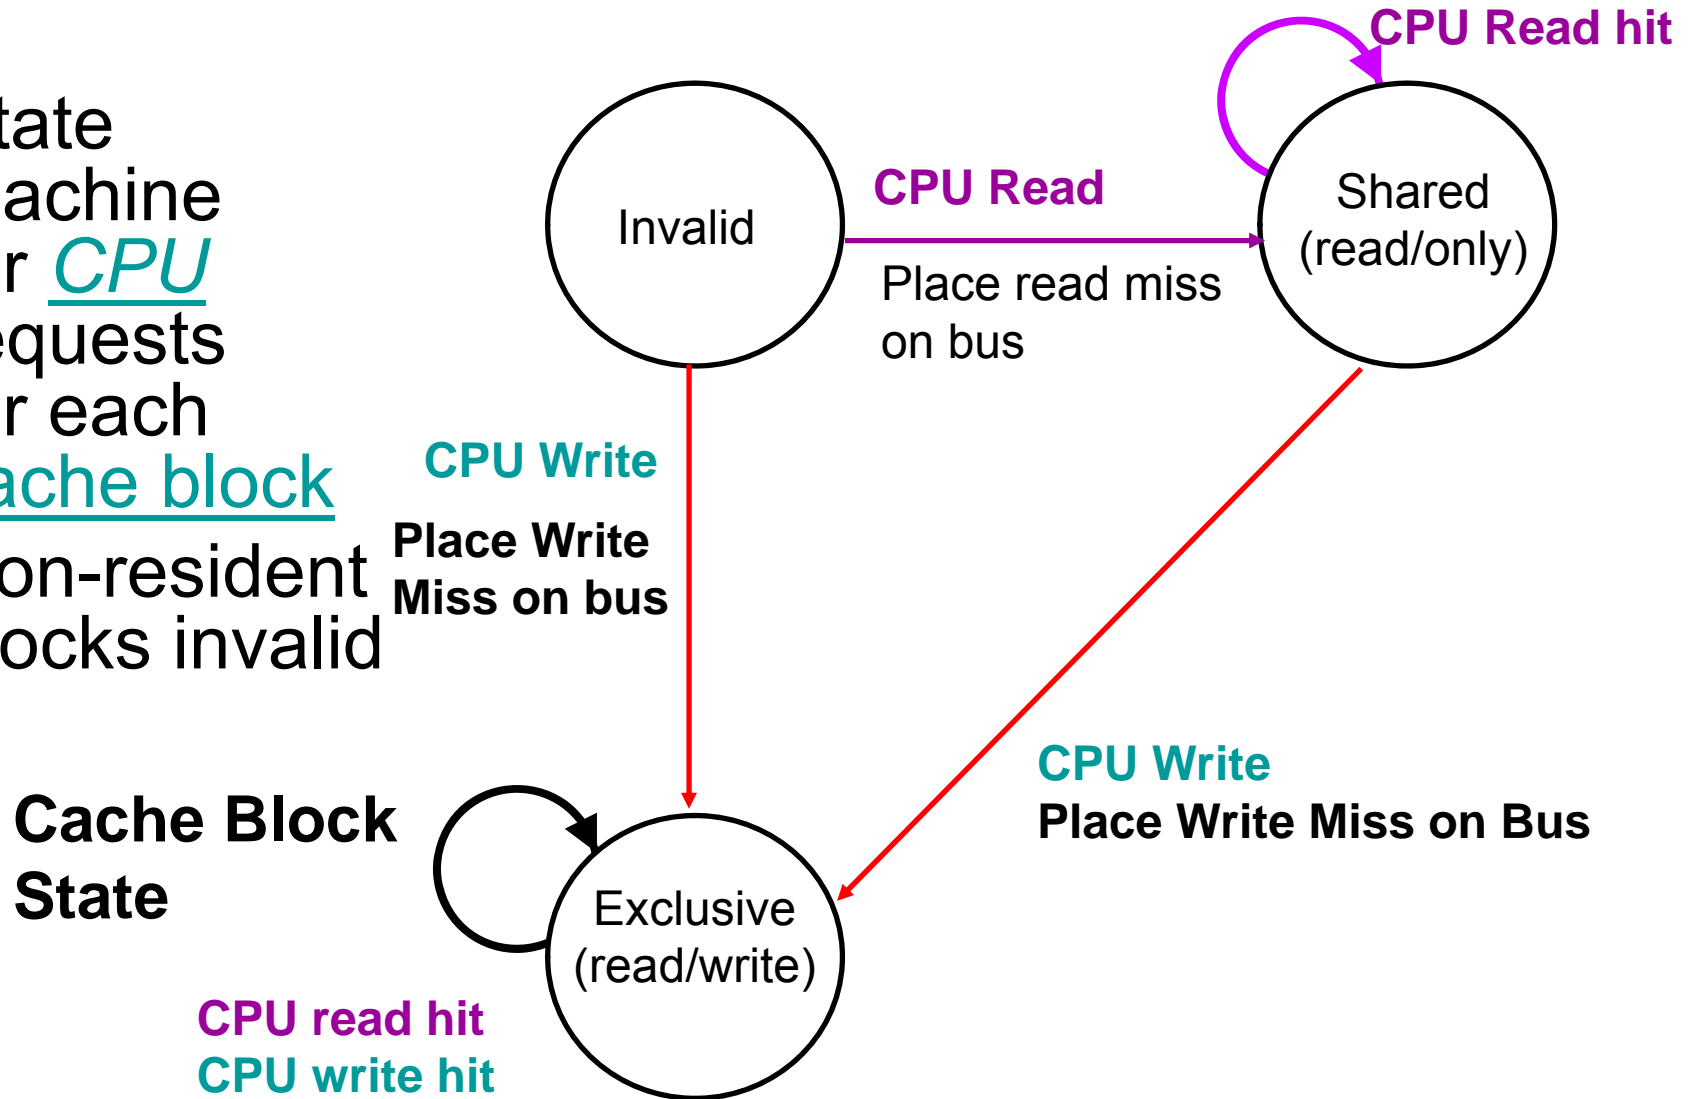 tate
achine
r CPU
equests
r each
ache block
on-resident
ocks invalid
Cache Block
State
Invalid
CPU Read
Place read miss
on bus
Shared
(read/only)
CPU Read hit
CPU Write
Place Write
Miss on bus
CPU Write
Place Write Miss on Bus
Exclusive
(read/write)
CPU read hit
CPU write hit